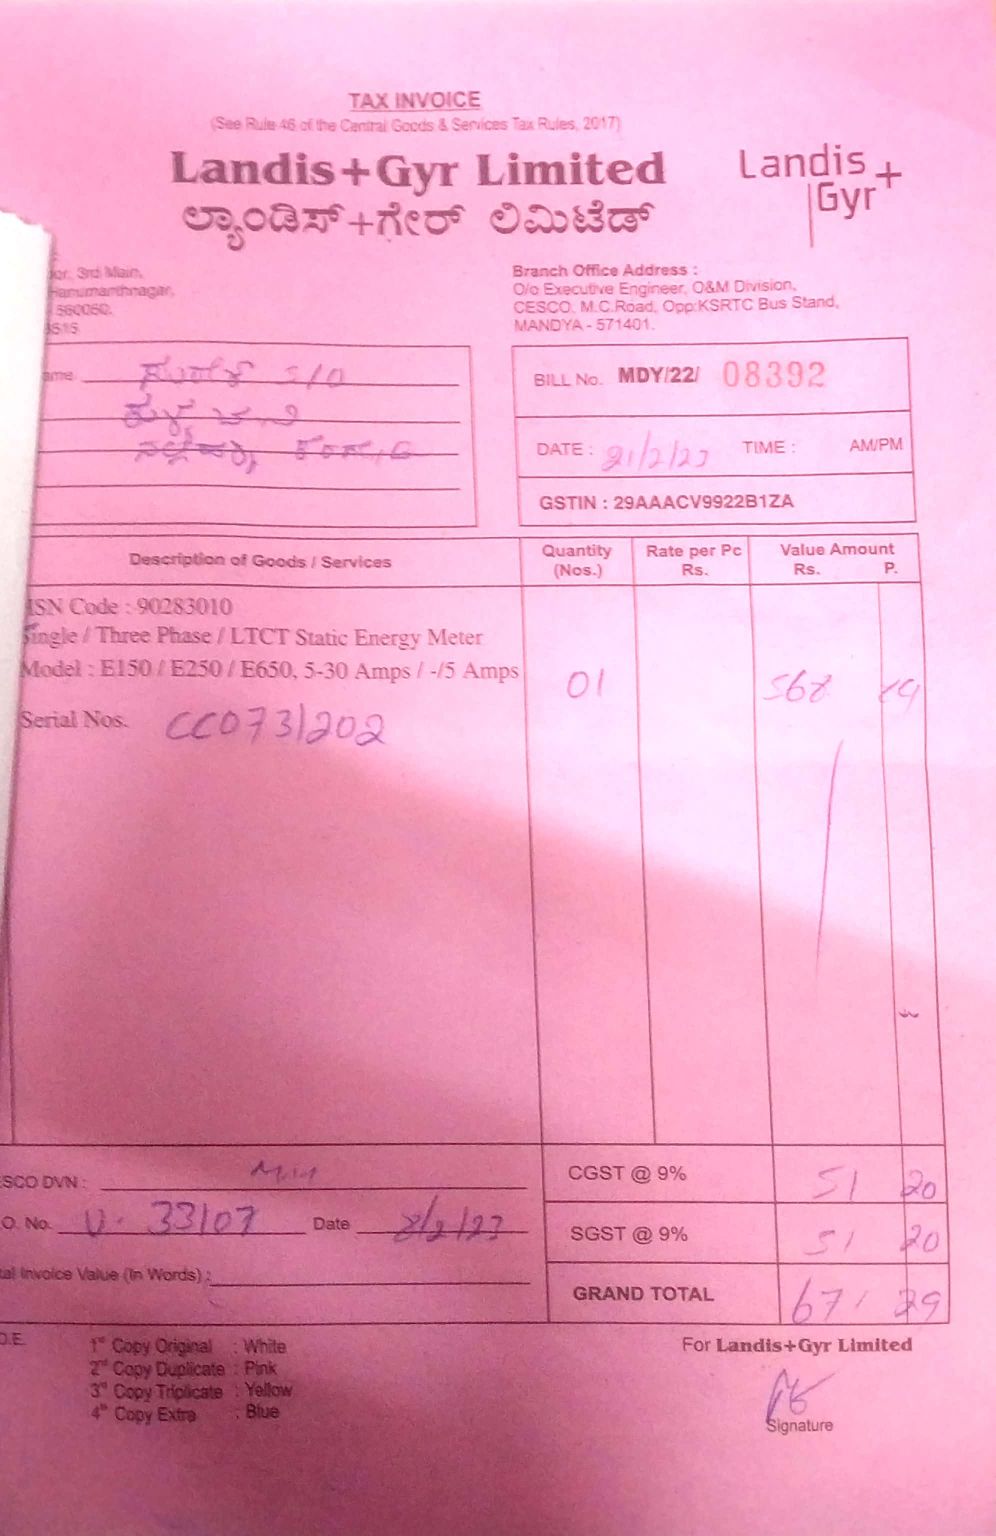 TAX INVOICE
(See Rule 46 of the Central Goods & Services Tax Rules, 2017)
Landis+Gyr Limited
ಲ್ಯಾಂಡಿಸ್+ಗೇರ್ ಲಿಮಿಟೆಡ್
Landis
Gyr+
3rd Main,
Hanumanthnagar,
560060.
Branch Office Address :
O/o Executive Engineer, O&M Division,
CESCO, M.C.Road, Opp:KSRTC Bus Stand,
MANDYA - 571401.
S/O
BILL No. MDY/22/ 08392
DATE : 21/2/23 TIME : AM/PM
GSTIN : 29AAACV9922B1ZA
Description of Goods / Services
Quantity (Nos.)
Rate per Pc Rs.
Value Amount Rs. P.
HSN Code : 90283010
Single / Three Phase / LTCT Static Energy Meter
Model : E150 / E250 / E650, 5-30 Amps / -/5 Amps
01 568
Serial Nos. CC0731202
SCO DVN :
CGST @ 9% 51 20
O. No. 33107 Date 8/2/23
SGST @ 9% 51 20
Invoice Value (In Words) :
GRAND TOTAL 671 29
O.E.
1st Copy Original : White
2nd Copy Duplicate : Pink
3rd Copy Triplicate : Yellow
4th Copy Extra : Blue
For Landis+Gyr Limited
Signature